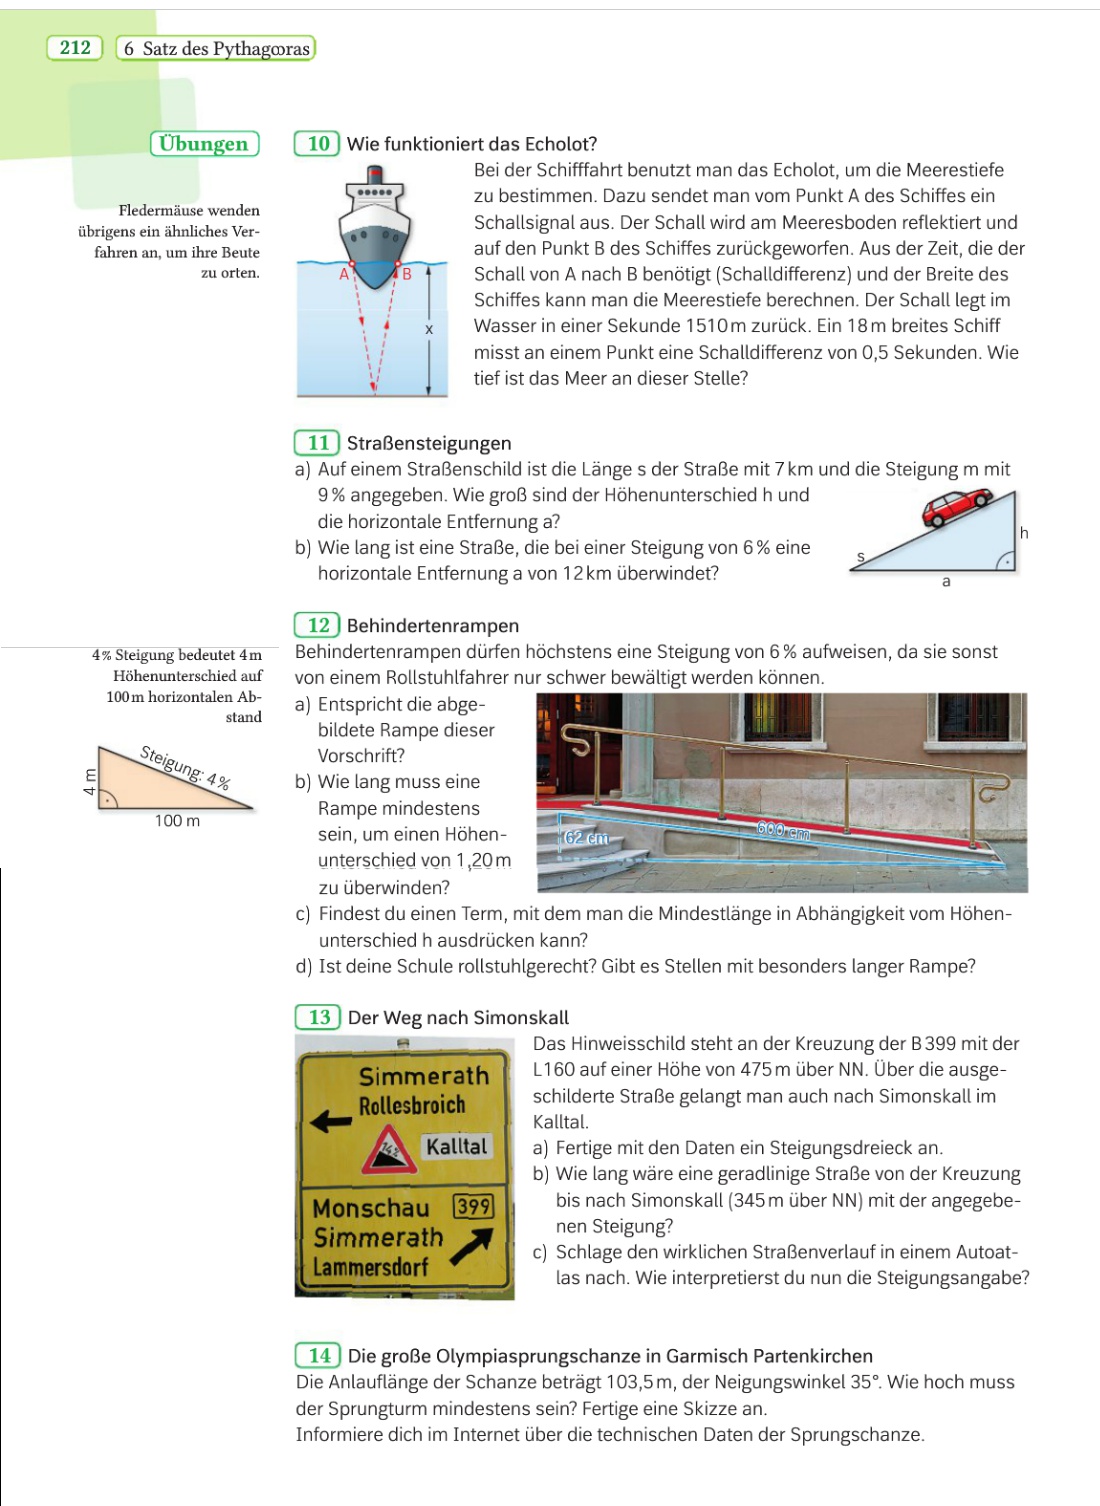 212
6 Satz des Pythagoras
Übungen
Fledermäuse wenden
übrigens ein ähnliches Ver-
fahren an, um ihre Beute
zu orten.
10 Wie funktioniert das Echolot?
Bei der Schifffahrt benutzt man das Echolot, um die Meerestiefe
zu bestimmen. Dazu sendet man vom Punkt A des Schiffes ein
Schallsignal aus. Der Schall wird am Meeresboden reflektiert und
auf den Punkt B des Schiffes zurückgeworfen. Aus der Zeit, die der
Schall von A nach B benötigt (Schalldifferenz) und der Breite des
Schiffes kann man die Meerestiefe berechnen. Der Schall legt im
Wasser in einer Sekunde 1510 m zurück. Ein 18 m breites Schiff
misst an einem Punkt eine Schalldifferenz von 0,5 Sekunden. Wie
tief ist das Meer an dieser Stelle?
A
B
x
11 Straßensteigungen
a) Auf einem Straßenschild ist die Länge s der Straße mit 7 km und die Steigung m mit
9 % angegeben. Wie groß sind der Höhenunterschied h und
die horizontale Entfernung a?
b) Wie lang ist eine Straße, die bei einer Steigung von 6 % eine
horizontale Entfernung a von 12 km überwindet?
s
h
a
12 Behindertenrampen
Behindertenrampen dürfen höchstens eine Steigung von 6 % aufweisen, da sie sonst
von einem Rollstuhlfahrer nur schwer bewältigt werden können.
4 % Steigung bedeutet 4 m
Höhenunterschied auf
100 m horizontalen Ab-
stand
Steigung: 4 %
4 m
100 m
a) Entspricht die abge-
bildete Rampe dieser
Vorschrift?
b) Wie lang muss eine
Rampe mindestens
sein, um einen Höhen-
unterschied von 1,20 m
zu überwinden?
62 cm
600 cm
c) Findest du einen Term, mit dem man die Mindestlänge in Abhängigkeit vom Höhen-
unterschied h ausdrücken kann?
d) Ist deine Schule rollstuhlgerecht? Gibt es Stellen mit besonders langer Rampe?
13 Der Weg nach Simonskall
Simmerath
Rollesbroich
14%
Kalltal
Monschau 399
Simmerath
Lammersdorf
Das Hinweisschild steht an der Kreuzung der B 399 mit der
L160 auf einer Höhe von 475 m über NN. Über die ausge-
schilderte Straße gelangt man auch nach Simonskall im
Kalltal.
a) Fertige mit den Daten ein Steigungsdreieck an.
b) Wie lang wäre eine geradlinige Straße von der Kreuzung
bis nach Simonskall (345 m über NN) mit der angegebe-
nen Steigung?
c) Schlage den wirklichen Straßenverlauf in einem Autoat-
las nach. Wie interpretierst du nun die Steigungsangabe?
14 Die große Olympiasprungschanze in Garmisch Partenkirchen
Die Anlauflänge der Schanze beträgt 103,5 m, der Neigungswinkel 35°. Wie hoch muss
der Sprungturm mindestens sein? Fertige eine Skizze an.
Informiere dich im Internet über die technischen Daten der Sprungschanze.